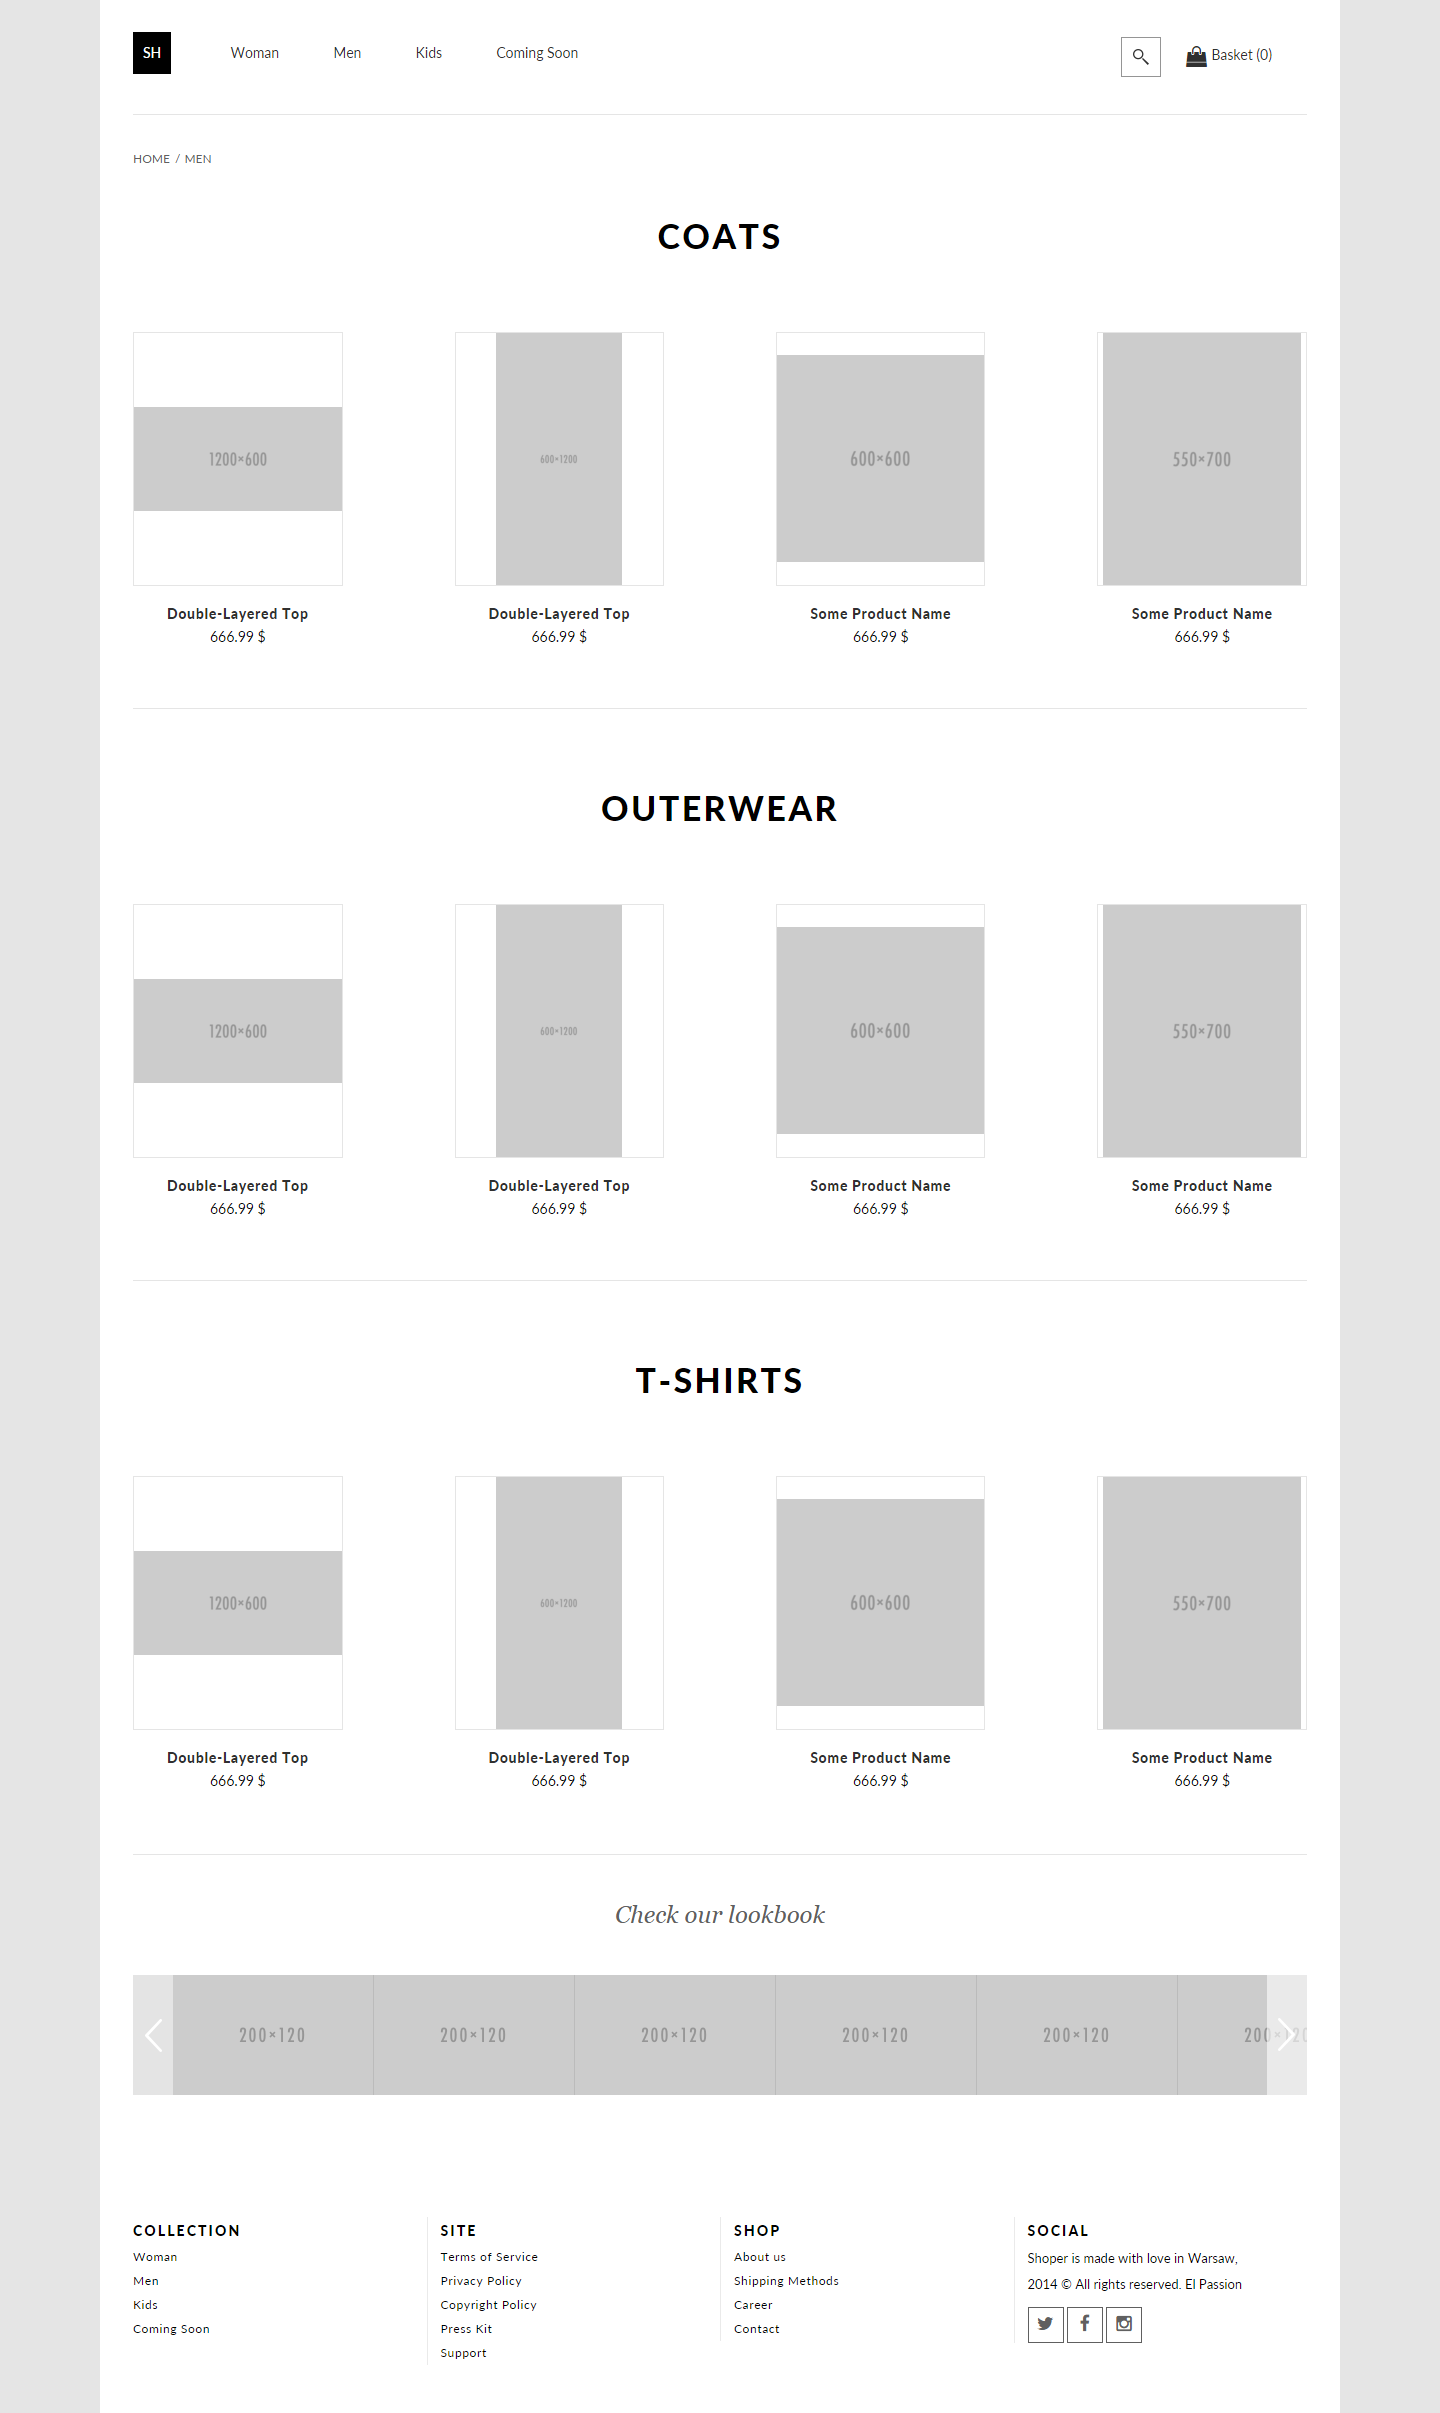 SH
Woman
Men
Kids
Coming Soon
Basket (0)
HOME / MEN
COATS
1200×600
600×1200
600×600
550×700
Double-Layered Top
Double-Layered Top
Some Product Name
Some Product Name
666.99 $
666.99 $
666.99 $
666.99 $
OUTERWEAR
1200×600
600×1200
600×600
550×700
Double-Layered Top
Double-Layered Top
Some Product Name
Some Product Name
666.99 $
666.99 $
666.99 $
666.99 $
T-SHIRTS
1200×600
600×1200
600×600
550×700
Double-Layered Top
Double-Layered Top
Some Product Name
Some Product Name
666.99 $
666.99 $
666.99 $
666.99 $
Check our lookbook
200×120
200×120
200×120
200×120
200×120
200×120
COLLECTION
Woman
Men
Kids
Coming Soon
SITE
Terms of Service
Privacy Policy
Copyright Policy
Press Kit
Support
SHOP
About us
Shipping Methods
Career
Contact
SOCIAL
Shoper is made with love in Warsaw,
2014 © All rights reserved. El Passion